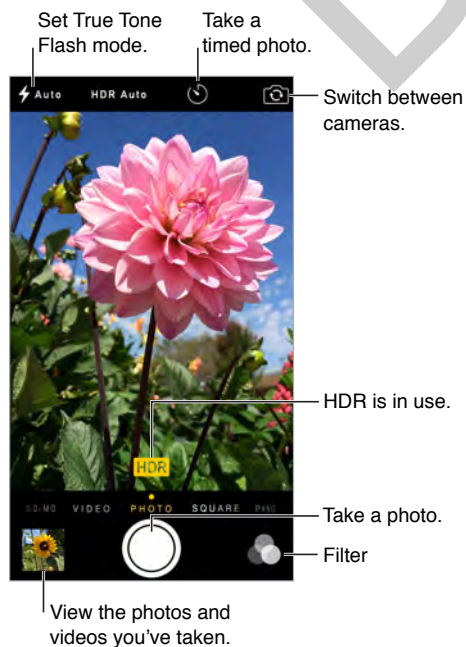 Set True Tone
Flash mode.
Take a
timed photo.
Auto
HDR Auto
Switch between
cameras.
HDR is in use.
HDR
VIDEO PHOTO SQUARE PANO
Take a photo.
Filter
View the photos and
videos you've taken.